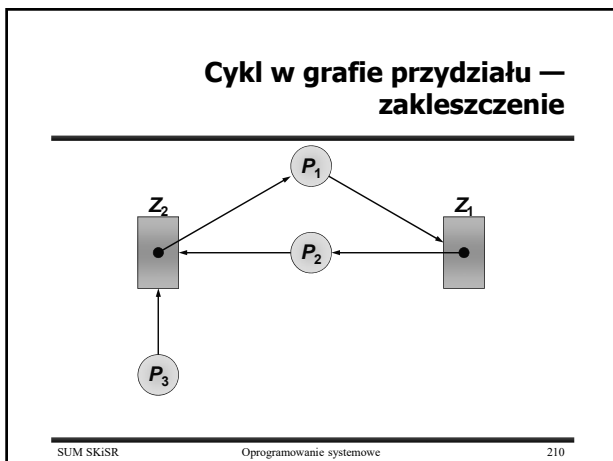 Cykl w grafie przydziału —
zakleszczenie
P1
Z2
Z1
P2
P3
SUM SKiSR
Oprogramowanie systemowe
210